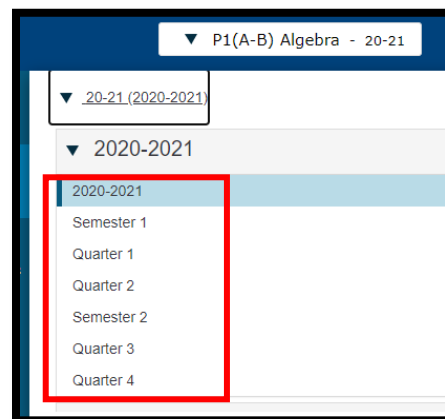 P1(A-B) Algebra - 20-21
20-21 (2020-2021)
2020-2021
2020-2021
Semester 1
Quarter 1
Quarter 2
Semester 2
Quarter 3
Quarter 4